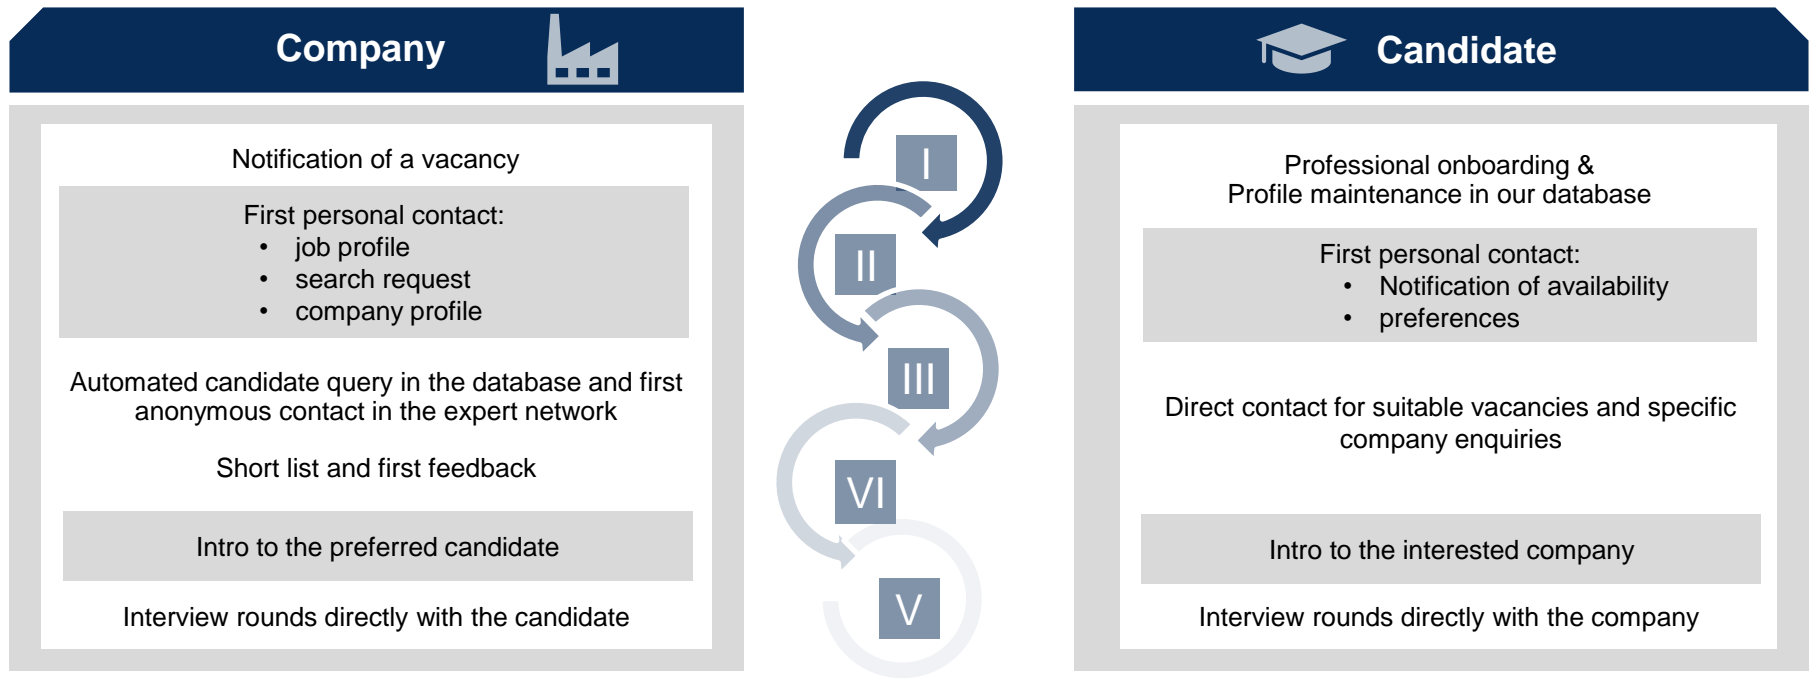 Company
Notification of a vacancy
First personal contact:
• job profile
• search request
• company profile
Automated candidate query in the database and first
anonymous contact in the expert network
Short list and first feedback
Intro to the preferred candidate
Interview rounds directly with the candidate
I
II
III
VI
V
Candidate
Professional onboarding &
Profile maintenance in our database
First personal contact:
• Notification of availability
• preferences
Direct contact for suitable vacancies and specific
company enquiries
Intro to the interested company
Interview rounds directly with the company